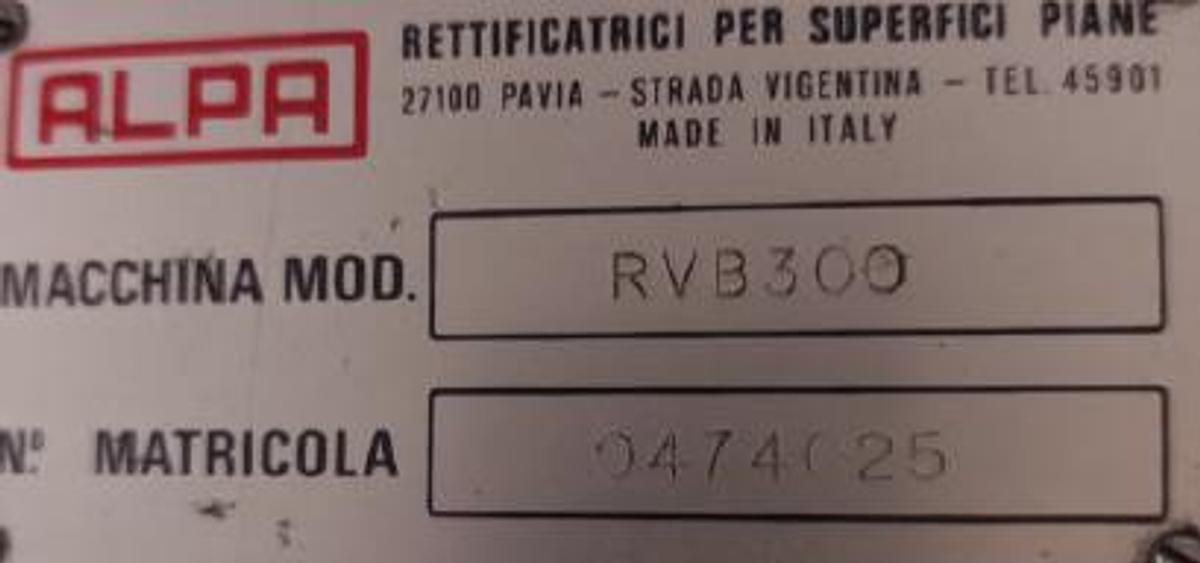 ALPA
RETTIFICATRICI PER SUPERFICI PIANE
27100 PAVIA - STRADA VIGENTINA - TEL. 45901
MADE IN ITALY
MACCHINA MOD. RVB300
N.º MATRICOLA